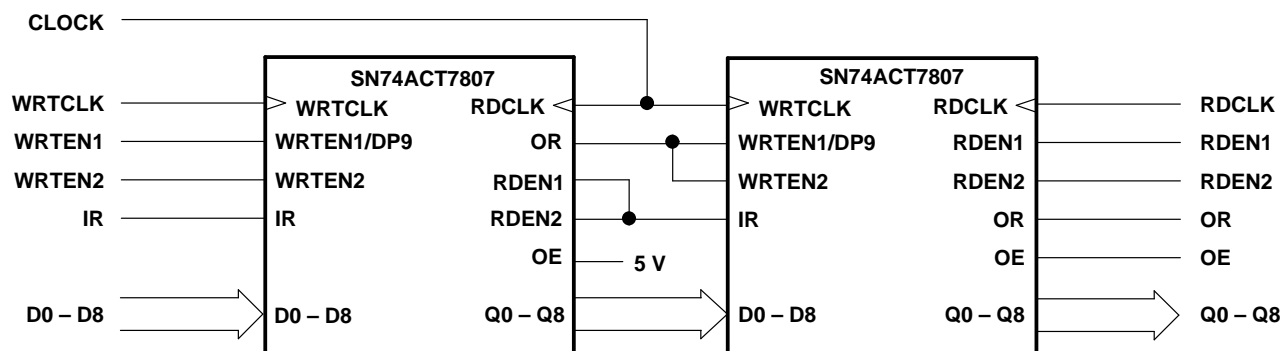 CLOCK
SN74ACT7807 SN74ACT7807
WRTCLK WRTCLK RDCLK WRTCLK RDCLK RDCLK
WRTEN1 WRTEN1/DP9 OR WRTEN1/DP9 RDEN1 RDEN1
WRTEN2 WRTEN2 RDEN1 WRTEN2 RDEN2 RDEN2
IR IR RDEN2 IR OR OR
OE 5 V OE OE
D0 – D8 D0 – D8 Q0 – Q8 D0 – D8 Q0 – Q8 Q0 – Q8